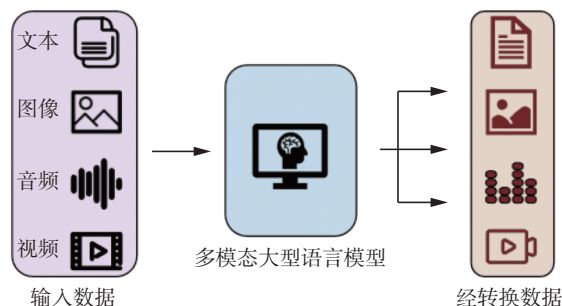 文本
图像
音频
视频
多模态大型语言模型
输入数据
经转换数据